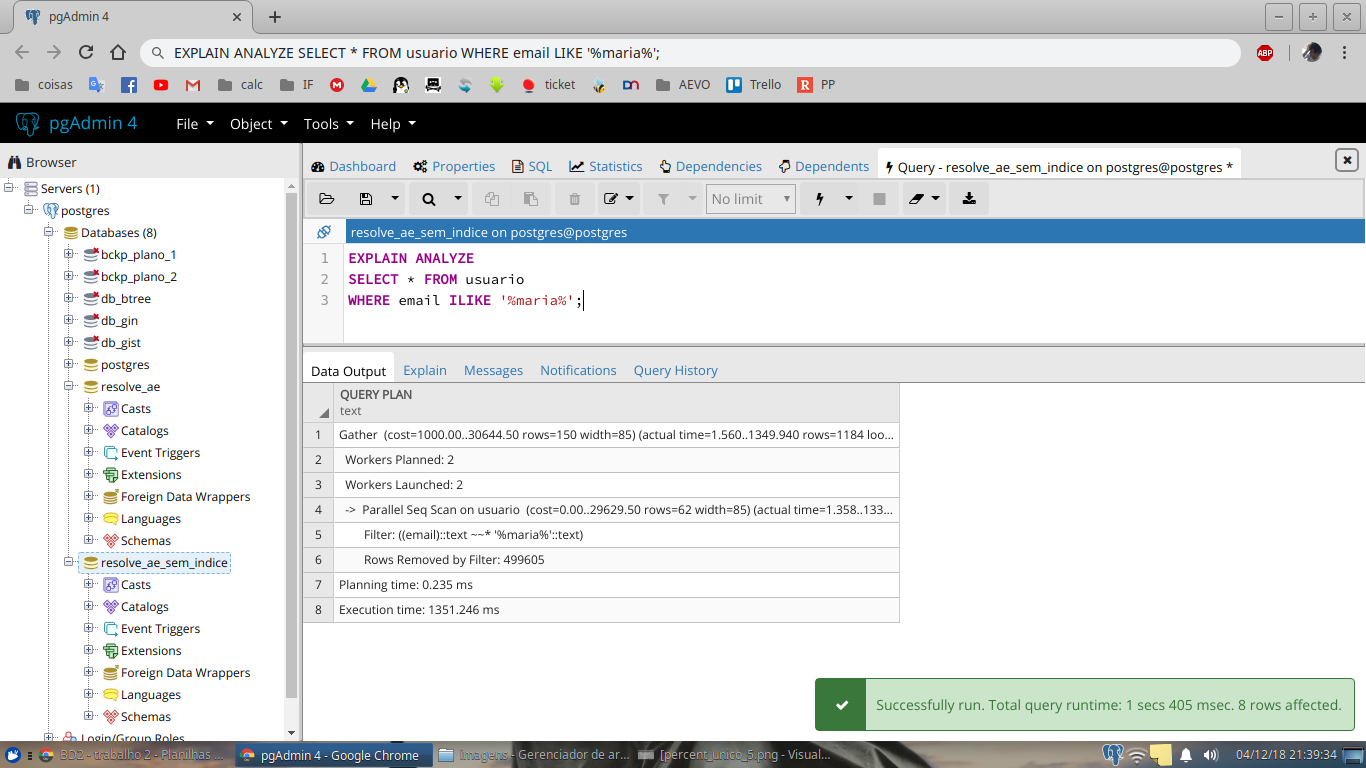 pgAdmin 4
EXPLAIN ANALYZE SELECT * FROM usuario WHERE email LIKE '%maria%';
ABP
coisas
calc
IF
ticket
AEVO
Trello
PP
pgAdmin 4
File
Object
Tools
Help
Browser
Servers (1)
postgres
Databases (8)
bckp_plano_1
bckp_plano_2
db_btree
db_gin
db_gist
postgres
resolve_ae
Casts
Catalogs
Event Triggers
Extensions
Foreign Data Wrappers
Languages
Schemas
resolve_ae_sem_indice
Casts
Catalogs
Event Triggers
Extensions
Foreign Data Wrappers
Languages
Schemas
Login/Group Roles
Dashboard
Properties
SQL
Statistics
Dependencies
Dependents
Query - resolve_ae_sem_indice on postgres@postgres *
No limit
resolve_ae_sem_indice on postgres@postgres
1 EXPLAIN ANALYZE
2 SELECT * FROM usuario
3 WHERE email ILIKE '%maria%';
Data Output
Explain
Messages
Notifications
Query History
QUERY PLAN
text
1 Gather (cost=1000.00..30644.50 rows=150 width=85) (actual time=1.560..1349.940 rows=1184 loo...
2 Workers Planned: 2
3 Workers Launched: 2
4 -> Parallel Seq Scan on usuario (cost=0.00..29629.50 rows=62 width=85) (actual time=1.358..133...
5 Filter: ((email)::text ~~* '%maria%'::text)
6 Rows Removed by Filter: 499605
7 Planning time: 0.235 ms
8 Execution time: 1351.246 ms
Successfully run. Total query runtime: 1 secs 405 msec. 8 rows affected.
BD2 - trabalho 2 - Planilhas ...
pgAdmin 4 - Google Chrome
Imagens - Gerenciador de ar...
[percent_unico_5.png - Visual...
04/12/18 21:39:34